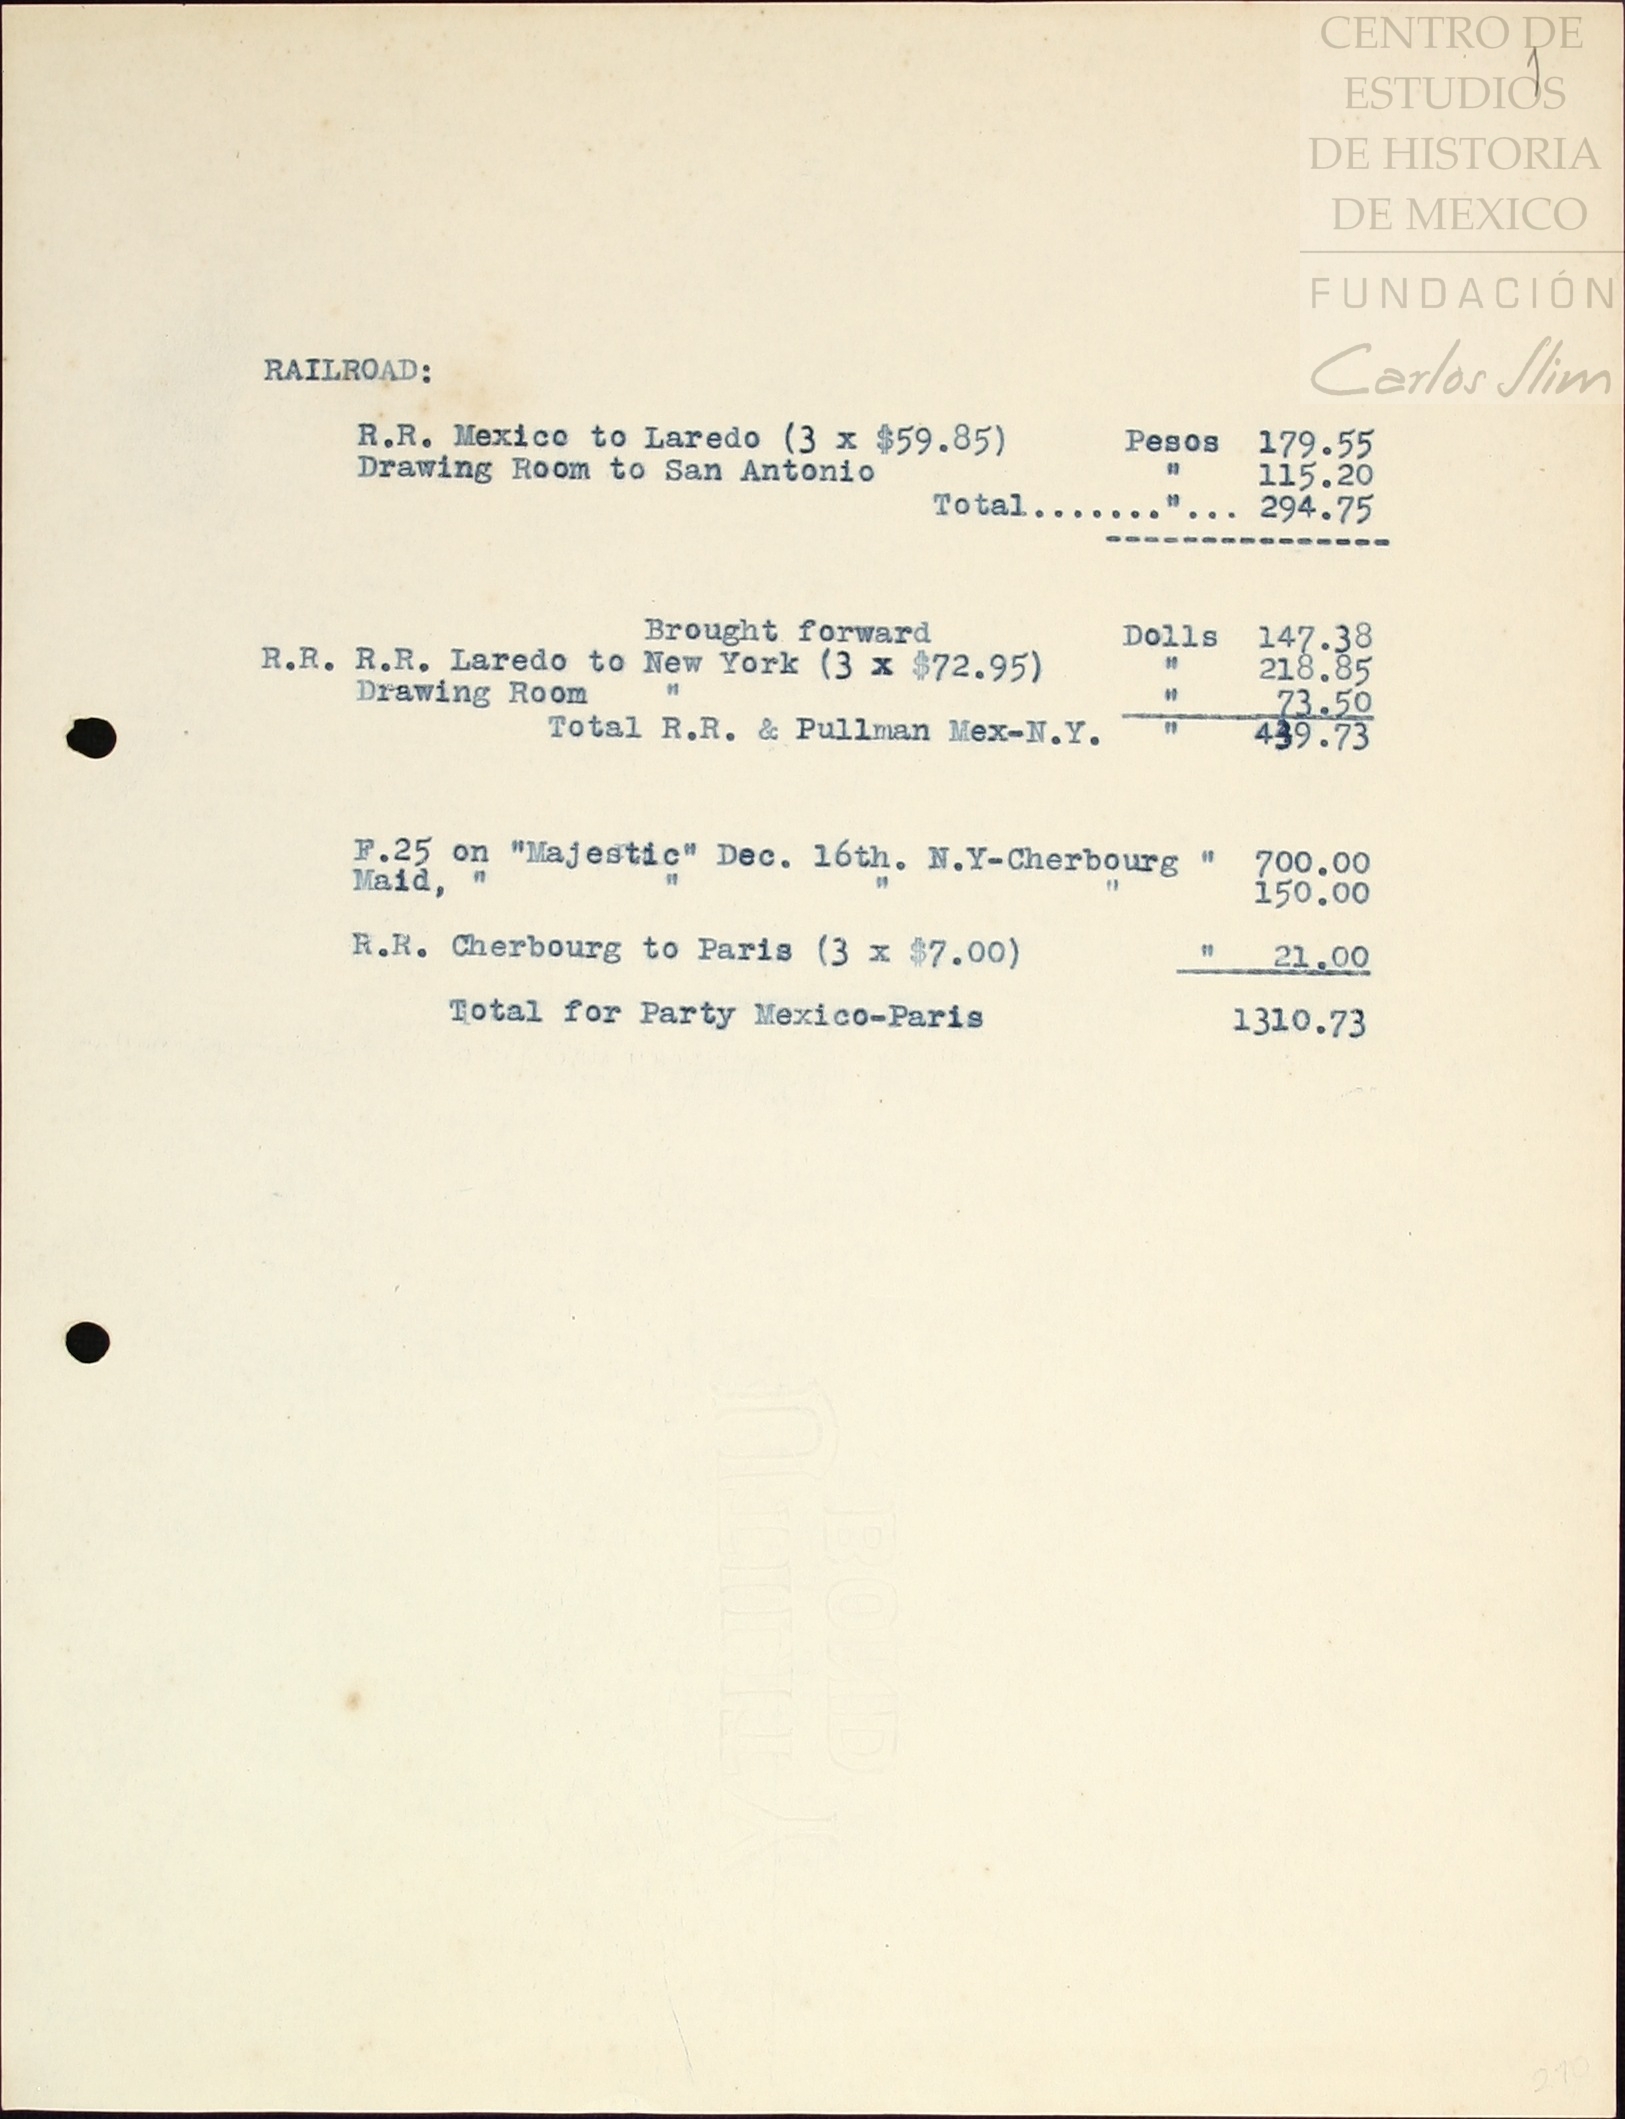 CENTRO DE
ESTUDIOS
DE HISTORIA
DE MEXICO
FUNDACIÓN
Carlos Slim
1
RAILROAD:
R.R. Mexico to Laredo (3 x $59.85) Pesos 179.55
Drawing Room to San Antonio " 115.20
Total......."... 294.75
----------------
Brought forward Dolls 147.38
R.R. R.R. Laredo to New York (3 x $72.95) " 218.85
Drawing Room " " 73.50
Total R.R. & Pullman Mex-N.Y. " 439.73
F.25 on "Majestic" Dec. 16th. N.Y-Cherbourg " 700.00
Maid, " " " " 150.00
R.R. Cherbourg to Paris (3 x $7.00) " 21.00
Total for Party Mexico-Paris 1310.73
BOND
270